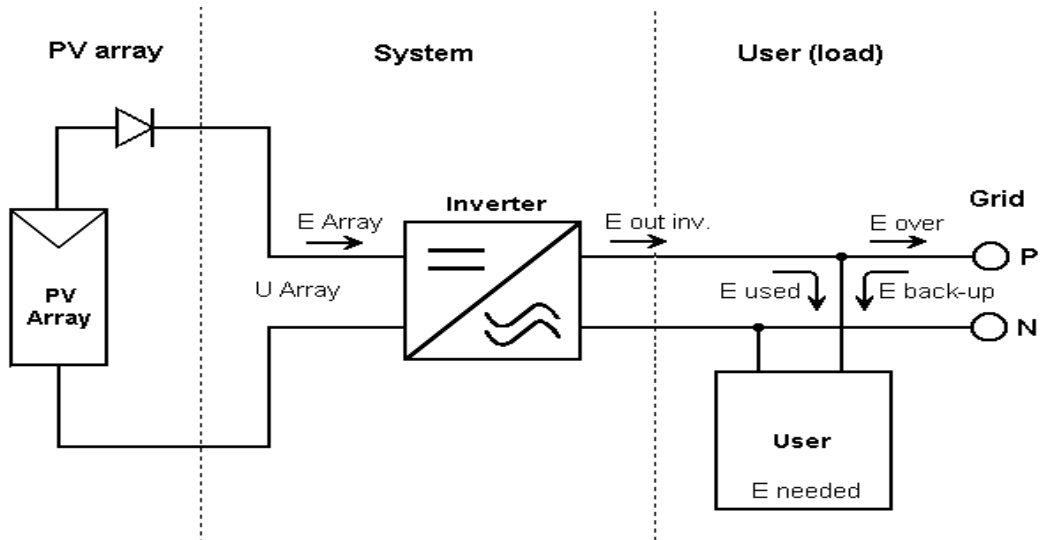 PV array
System
User (load)
Inverter
Grid
E Array
E out inv.
E over
P
U Array
E used
E back-up
PV
Array
N
User
E needed